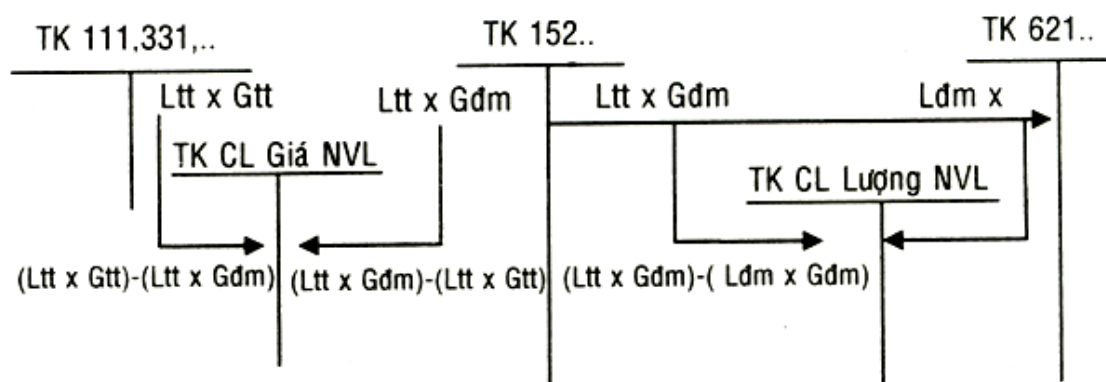 TK 111,331,..
TK 152..
TK 621..
Ltt x Gtt
Ltt x Gđm
Ltt x Gđm
Lđm x
TK CL Giá NVL
TK CL Lượng NVL
(Ltt x Gtt)-(Ltt x Gđm)
(Ltt x Gđm)-(Ltt x Gtt)
(Ltt x Gđm)-( Lđm x Gđm)